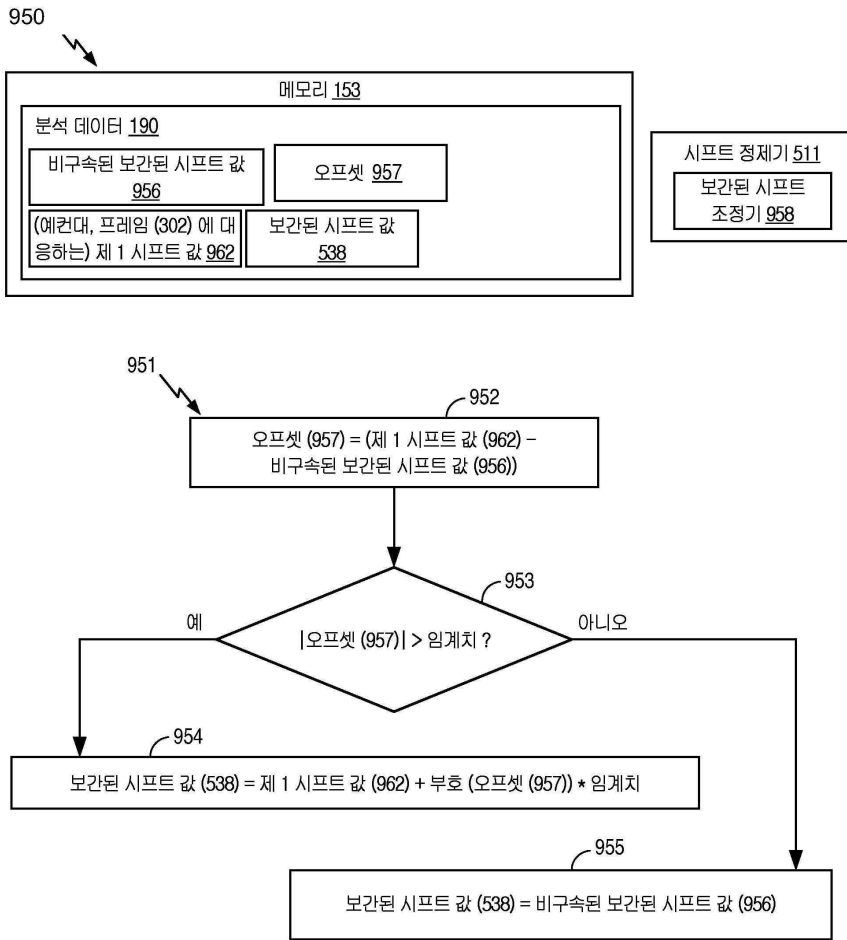 950
메모리 153
분석 데이터 190
비구속된 보간된 시프트 값
956
오프셋 957
(예컨대, 프레임 (302) 에 대
응하는) 제 1 시프트 값 962
보간된 시프트 값
538
시프트 정제기 511
보간된 시프트
조정기 958
951
952
오프셋 (957) = (제 1 시프트 값 (962) −
비구속된 보간된 시프트 값 (956))
953
예
|오프셋 (957)| > 임계치 ?
아니오
954
보간된 시프트 값 (538) = 제 1 시프트 값 (962) + 부호 (오프셋 (957)) * 임계치
955
보간된 시프트 값 (538) = 비구속된 보간된 시프트 값 (956)